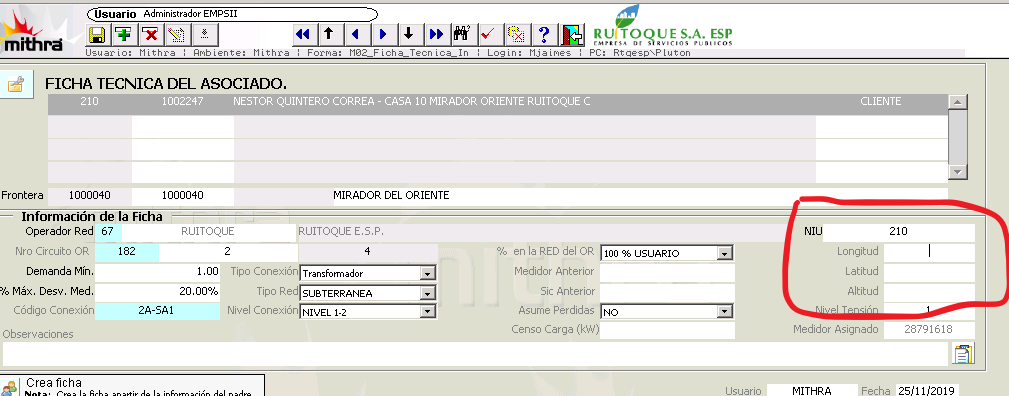 Usuario Administrador EMPSII
mithra
RUITOQUE S.A. ESP
EMPRESA DE SERVICIOS PUBLICOS
Usuario: Mithra | Ambiente: Mithra | Forma: M02_Ficha_Tecnica_In | Login: Mjaimes | PC: Rtqesp\Pluton
FICHA TECNICA DEL ASOCIADO.
210 1002247 NESTOR QUINTERO CORREA - CASA 10 MIRADOR ORIENTE RUITOQUE C CLIENTE
Frontera 1000040 1000040 MIRADOR DEL ORIENTE
Información de la Ficha
Operador Red 67 RUITOQUE RUITOQUE E.S.P. NIU 210
Nro Circuito OR 182 2 4 % en la RED del OR 100 % USUARIO Longitud
Demanda Mín. 1.00 Tipo Conexión Transformador Medidor Anterior Latitud
% Máx. Desv. Med. 20.00% Tipo Red SUBTERRANEA Sic Anterior Altitud
Código Conexión 2A-SA1 Nivel Conexión NIVEL 1-2 Asume Pérdidas NO Nivel Tensión 1
Censo Carga (kW) Medidor Asignado 28791618
Observaciones
Crea ficha
Nota: Crea la ficha apartir de la información del padre
Usuario MITHRA Fecha 25/11/2019